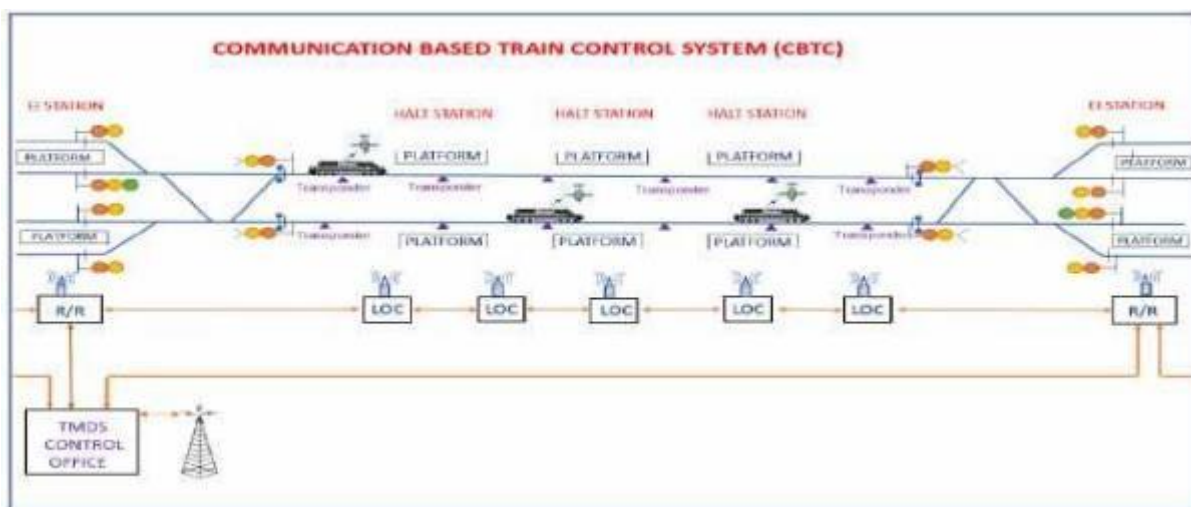 COMMUNICATION BASED TRAIN CONTROL SYSTEM (CBTC)
EI STATION
HALT STATION
HALT STATION
HALT STATION
EI STATION
PLATFORM
PLATFORM
PLATFORM
PLATFORM
PLATFORM
Transponder
Transponder
Transponder
Transponder
PLATFORM
Transponder
PLATFORM
PLATFORM
PLATFORM
Transponder
PLATFORM
R/R
LOC
LOC
LOC
LOC
LOC
R/R
TMDS
CONTROL
OFFICE